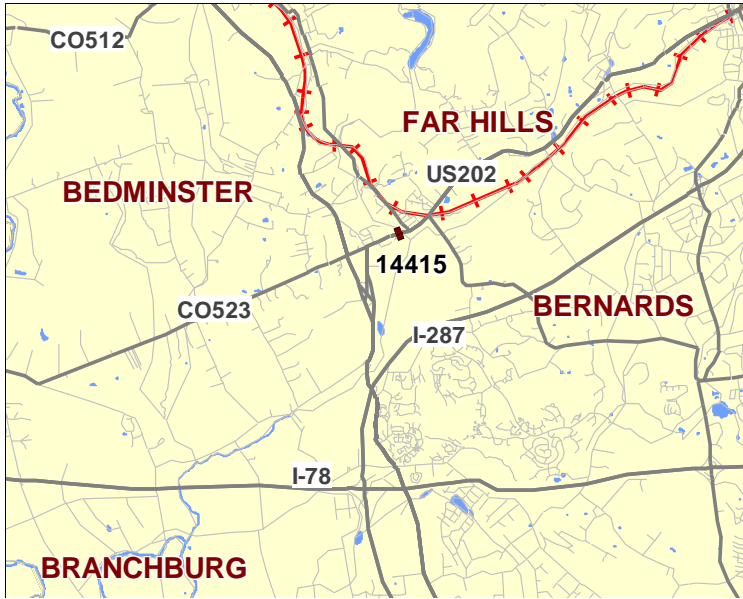 CO512
FAR HILLS
US202
BEDMINSTER
14415
BERNARDS
CO523
I-287
I-78
BRANCHBURG